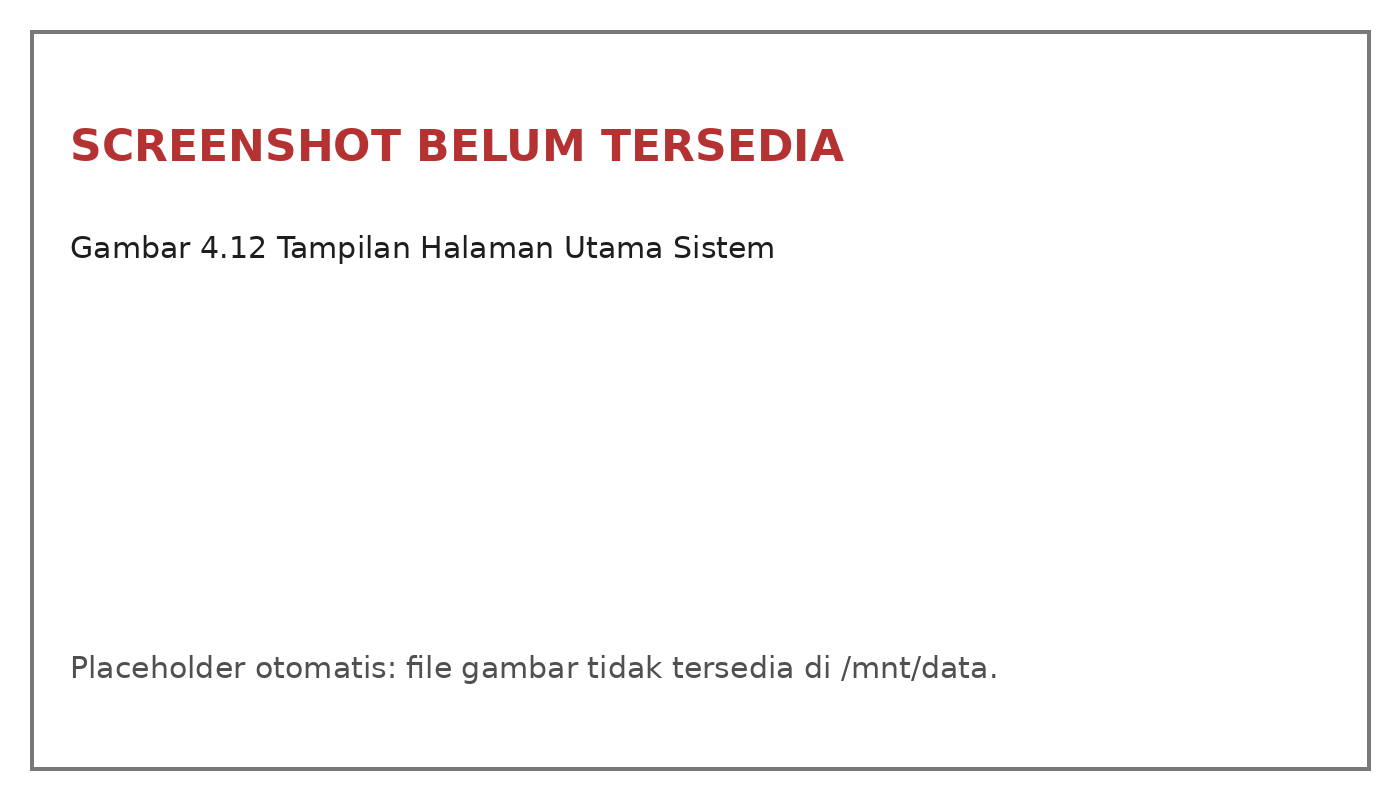 SCREENSHOT BELUM TERSEDIA
Gambar 4.12 Tampilan Halaman Utama Sistem
Placeholder otomatis: file gambar tidak tersedia di /mnt/data.